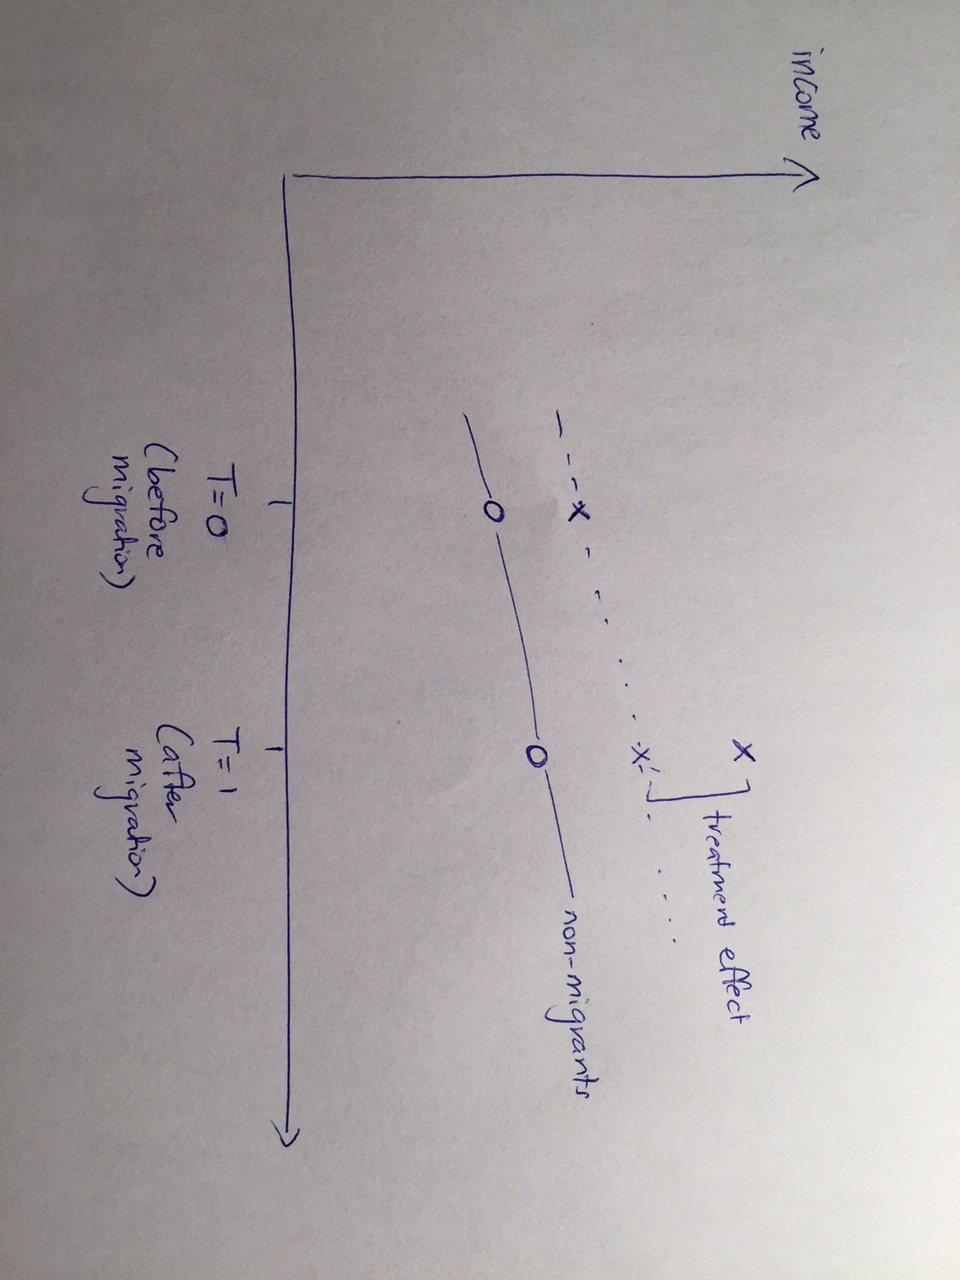 income
x
x
x'
treatment effect
o
o
non-migrants
T=0
(before
migration)
T=1
(after
migration)